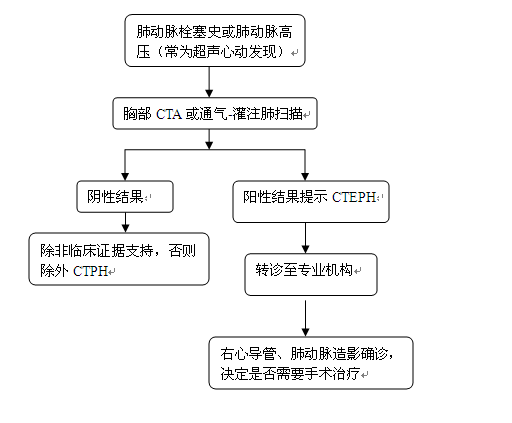 肺动脉栓塞史或肺动脉高
压（常为超声心动发现）
胸部 CTA 或通气-灌注肺扫描
阴性结果
阳性结果提示 CTEPH
除非临床证据支持，否则
除外 CTPH
转诊至专业机构
右心导管、肺动脉造影确诊，
决定是否需要手术治疗